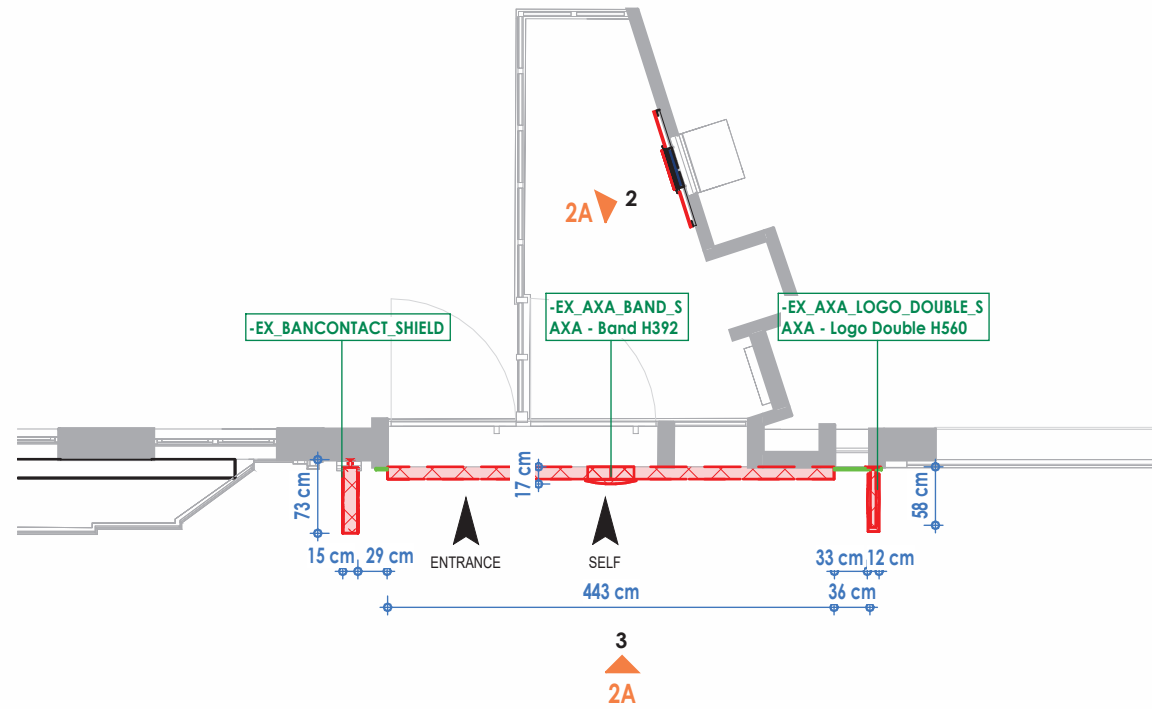 2
2A
-EX_BANCONTACT_SHIELD
-EX_AXA_BAND_S
AXA - Band H392
-EX_AXA_LOGO_DOUBLE_S
AXA - Logo Double H560
73 cm
17 cm
58 cm
15 cm
29 cm
ENTRANCE
SELF
33 cm
12 cm
443 cm
36 cm
3
2A